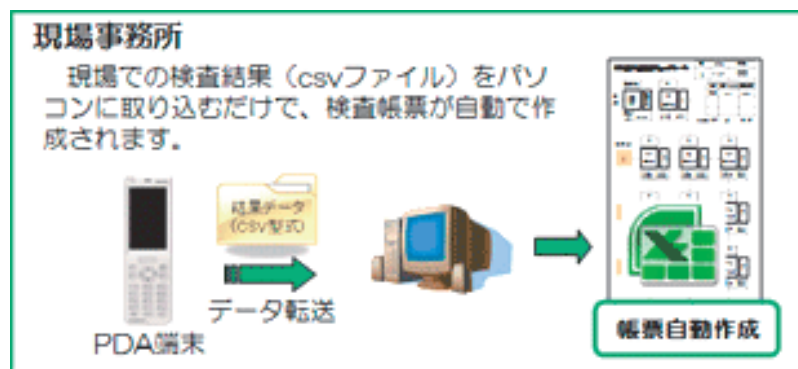 現場事務所
現場での検査結果（csvファイル）をパソ
コンに取り込むだけで、検査帳票が自動で作
成されます。
結果データ
（CSV型式）
データ転送
PDA端末
帳票自動作成